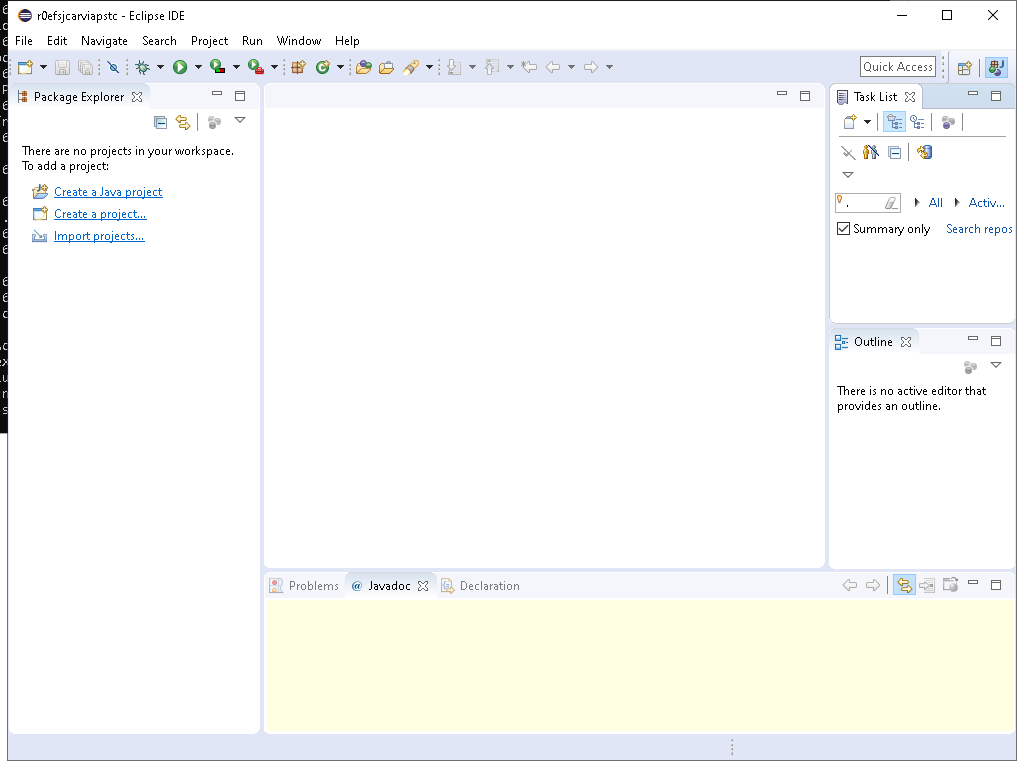 r0efsjcarviapstc - Eclipse IDE
File Edit Navigate Search Project Run Window Help
Quick Access
Package Explorer
There are no projects in your workspace.
To add a project:
Create a Java project
Create a project...
Import projects...
Task List
All Activ...
Summary only Search repos
Outline
There is no active editor that
provides an outline.
Problems @ Javadoc Declaration